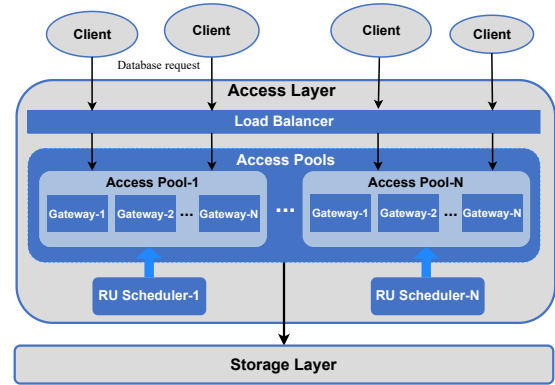 Client
Client
Client
Client
Database request
Access Layer
Load Balancer
Access Pools
Access Pool-1
Access Pool-N
Gateway-1 Gateway-2 ... Gateway-N
...
Gateway-1 Gateway-2 ... Gateway-N
RU Scheduler-1
RU Scheduler-N
Storage Layer